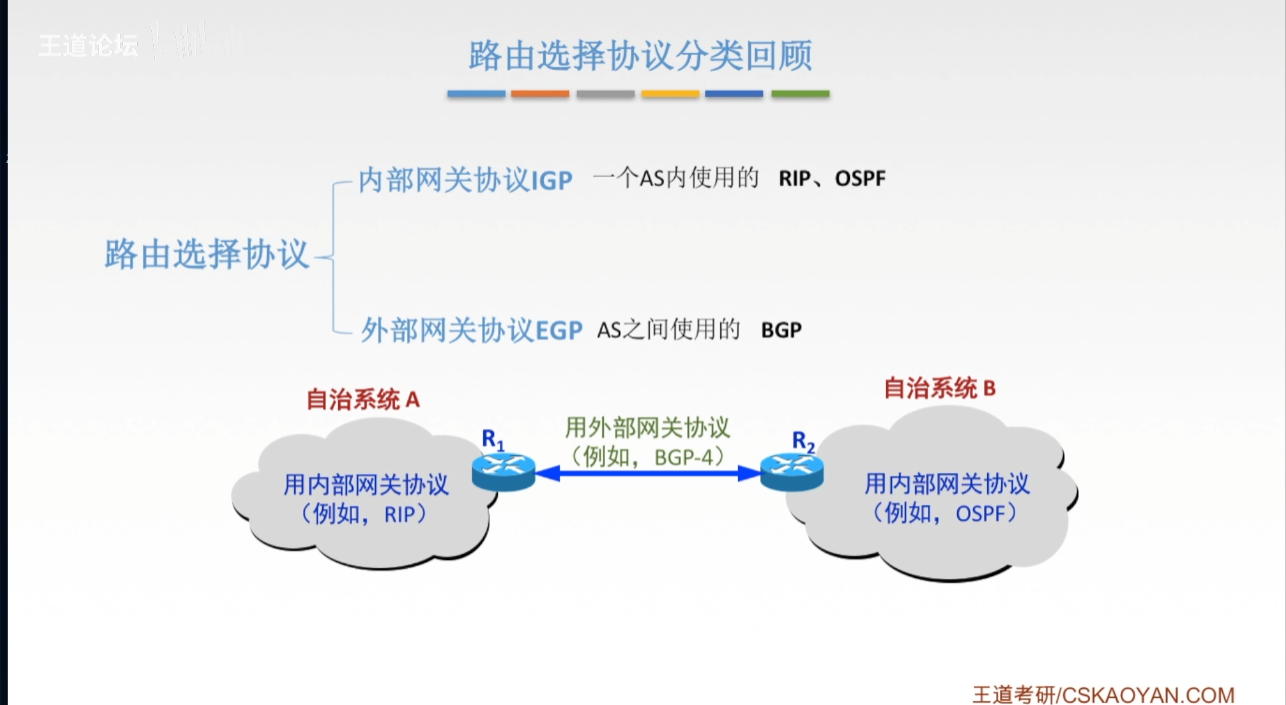 王道论坛
路由选择协议分类回顾
内部网关协议IGP 一个AS内使用的 RIP、OSPF
路由选择协议
外部网关协议EGP AS之间使用的 BGP
自治系统 A
自治系统 B
R1
用外部网关协议
（例如，BGP-4）
R2
用内部网关协议
（例如，RIP）
用内部网关协议
（例如，OSPF）
王道考研/CSKAOYAN.COM